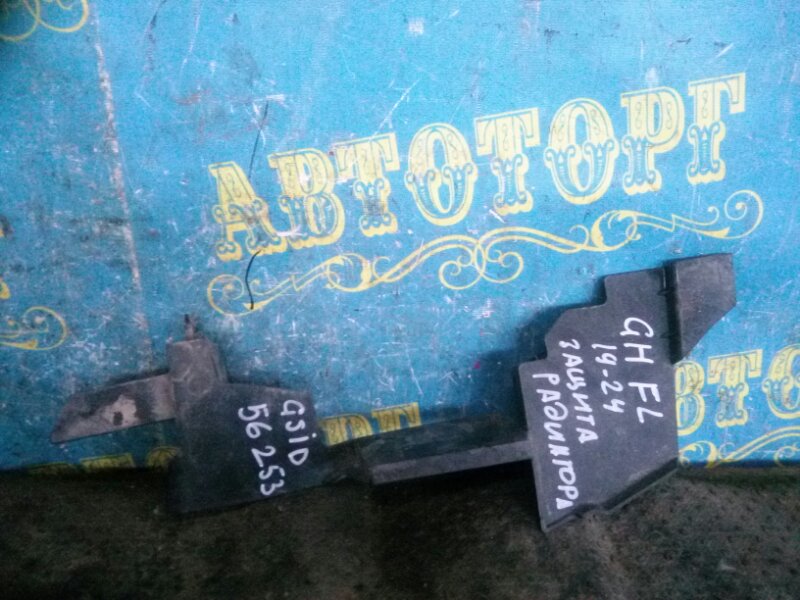 АВТОТОРГ
GS1D
56 253
GH FL
19-24
ЗАЩИТА
РАДИАТОРА